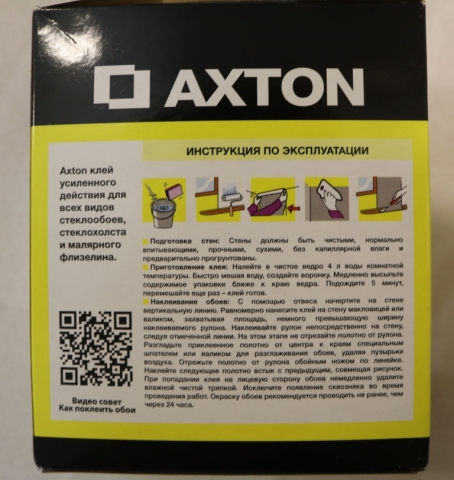 AXTON
ИНСТРУКЦИЯ ПО ЭКСПЛУАТАЦИИ
Axton клей
усиленного
действия для
всех видов
стеклообоев,
стеклохолста
и малярного
флизелина.
Подготовка стен: Стены должны быть чистыми, нормально
впитывающими, прочными, сухими, без капиллярной влаги и
предварительно прогрунтованы.
Приготовление клея: Налейте в чистое ведро 4 л воды комнатной
температуры. Быстро мешая воду, создайте воронку. Медленно высыпьте
содержимое упаковки ближе к краю ведра. Подождите 5 минут,
перемешайте еще раз – клей готов.
Наклеивание обоев: С помощью отвеса начертите на стене
вертикальную линию. Равномерно нанесите клей на стену макловицей или
валиком, захватывая площадь, немного превышающую ширину
наклеиваемого рулона. Наклеивайте рулон непосредственно на стену,
следуя отмеченной линии. На этом этапе не отрезайте полотно от рулона.
Разгладьте приклеенное полотно от центра к краям специальным
шпателем или валиком для разглаживания обоев, удаляя пузырьки
воздуха. Отрежьте полотно от рулона обойным ножом по линейке.
Наклейте следующее полотно встык с предыдущим, совмещая рисунок.
При попадании клея на лицевую сторону обоев немедленно удалите
влажной чистой тряпкой. Исключите появление сквозняка во время
проведения работ. Окраску обоев рекомендуется проводить не ранее, чем
через 24 часа.
Видео совет
Как поклеить обои